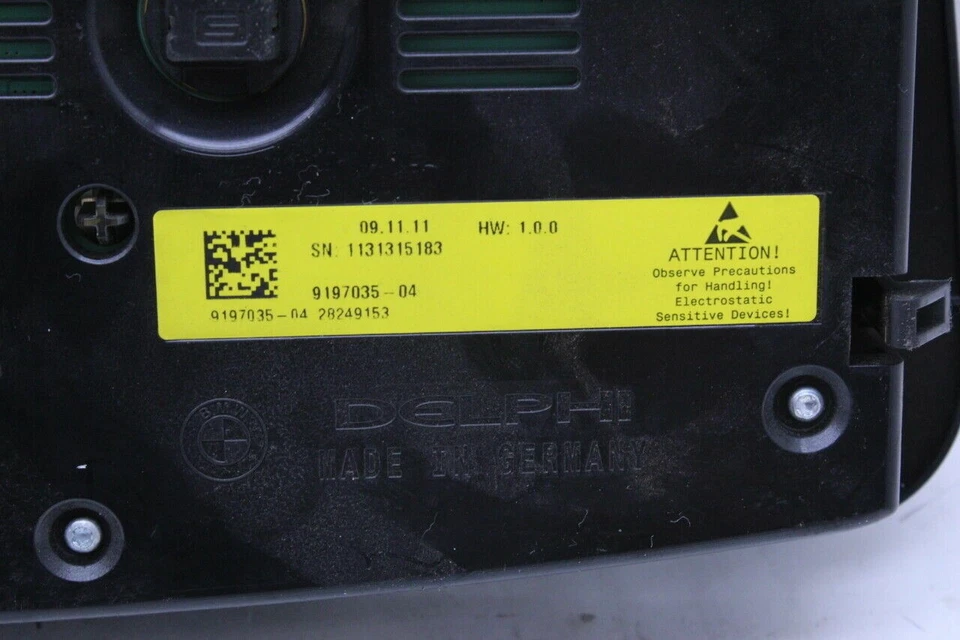 09.11.11 HW: 1.0.0
SN: 1131315183
9197035-04
9197035-04 28249153
ATTENTION!
Observe Precautions
for Handling!
Electrostatic
Sensitive Devices!
BMW
DELPHI
MADE IN GERMANY